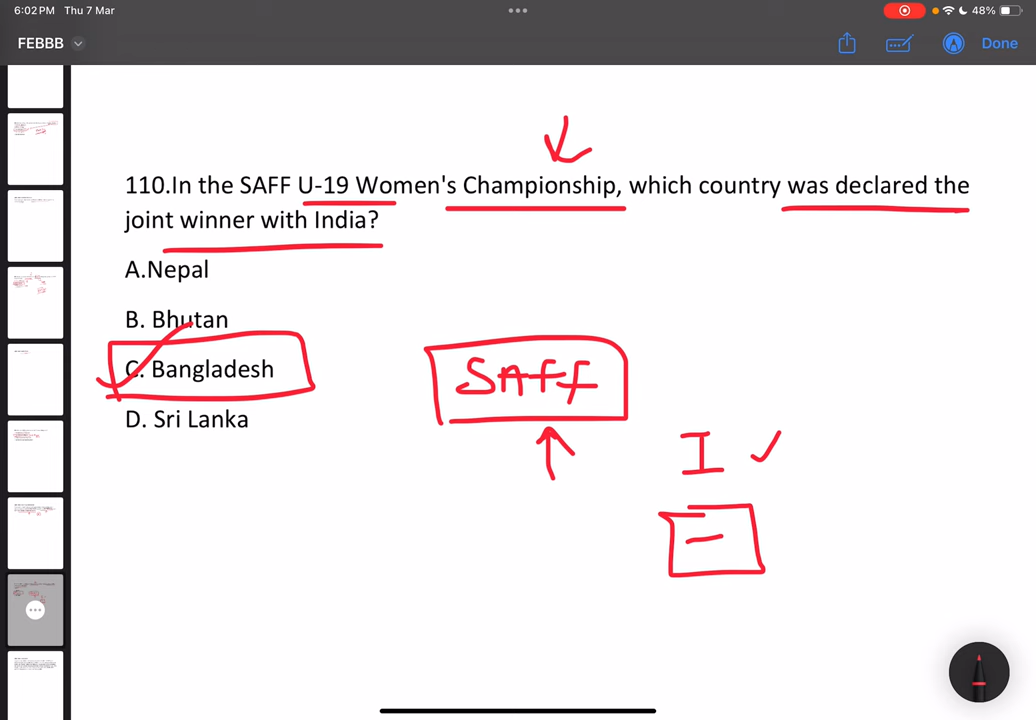 6:02 PM Thu 7 Mar
48%
FEBBB
Done
110.In the SAFF U-19 Women's Championship, which country was declared the
joint winner with India?
A.Nepal
B. Bhutan
C. Bangladesh
D. Sri Lanka
SAFF
I